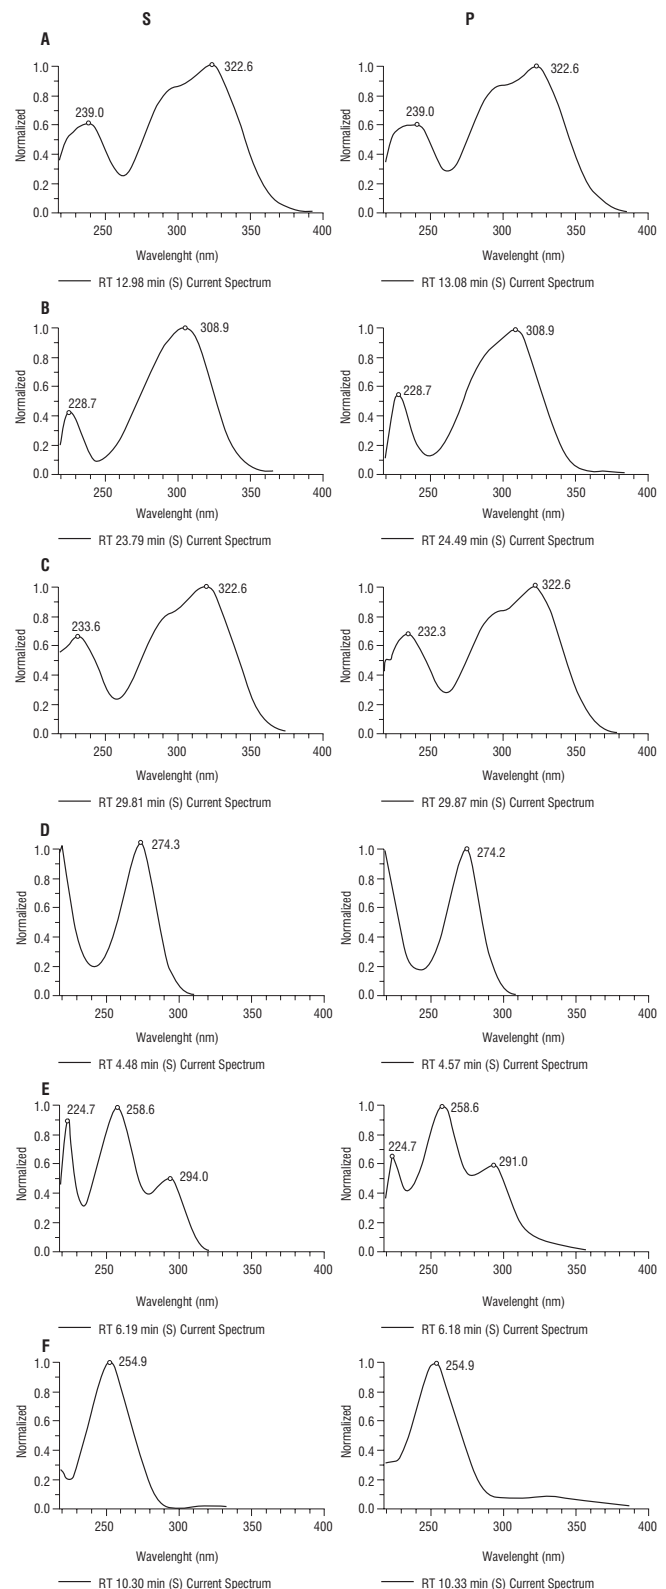 S P
A
1.0 322.6 1.0 322.6
0.8 0.8
239.0 239.0
0.6 0.6
0.4 0.4
0.2 0.2
0.0 0.0
Normalized Normalized
250 300 350 400 250 300 350 400
Wavelenght (nm) Wavelenght (nm)
RT 12.98 min (S) Current Spectrum RT 13.08 min (S) Current Spectrum
B
1.0 308.9 1.0 308.9
0.8 0.8
0.6 0.6
228.7 228.7
0.4 0.4
0.2 0.2
0.0 0.0
Normalized Normalized
250 300 350 400 250 300 350 400
Wavelenght (nm) Wavelenght (nm)
RT 23.79 min (S) Current Spectrum RT 24.49 min (S) Current Spectrum
C
1.0 322.6 1.0 322.6
0.8 0.8
233.6 232.3
0.6 0.6
0.4 0.4
0.2 0.2
0.0 0.0
Normalized Normalized
250 300 350 400 250 300 350 400
Wavelenght (nm) Wavelenght (nm)
RT 29.81 min (S) Current Spectrum RT 29.87 min (S) Current Spectrum
D
1.0 274.3 1.0 274.2
0.8 0.8
0.6 0.6
0.4 0.4
0.2 0.2
0.0 0.0
Normalized Normalized
250 300 350 400 250 300 350 400
Wavelenght (nm) Wavelenght (nm)
RT 4.48 min (S) Current Spectrum RT 4.57 min (S) Current Spectrum
E
1.0 224.7 258.6 1.0 258.6
0.8 0.8
224.7
0.6 0.6 291.0
294.0
0.4 0.4
0.2 0.2
0.0 0.0
Normalized Normalized
250 300 350 400 250 300 350 400
Wavelenght (nm) Wavelenght (nm)
RT 6.19 min (S) Current Spectrum RT 6.18 min (S) Current Spectrum
F
1.0 254.9 1.0 254.9
0.8 0.8
0.6 0.6
0.4 0.4
0.2 0.2
0.0 0.0
Normalized Normalized
250 300 350 400 250 300 350 400
Wavelenght (nm) Wavelenght (nm)
RT 10.30 min (S) Current Spectrum RT 10.33 min (S) Current Spectrum